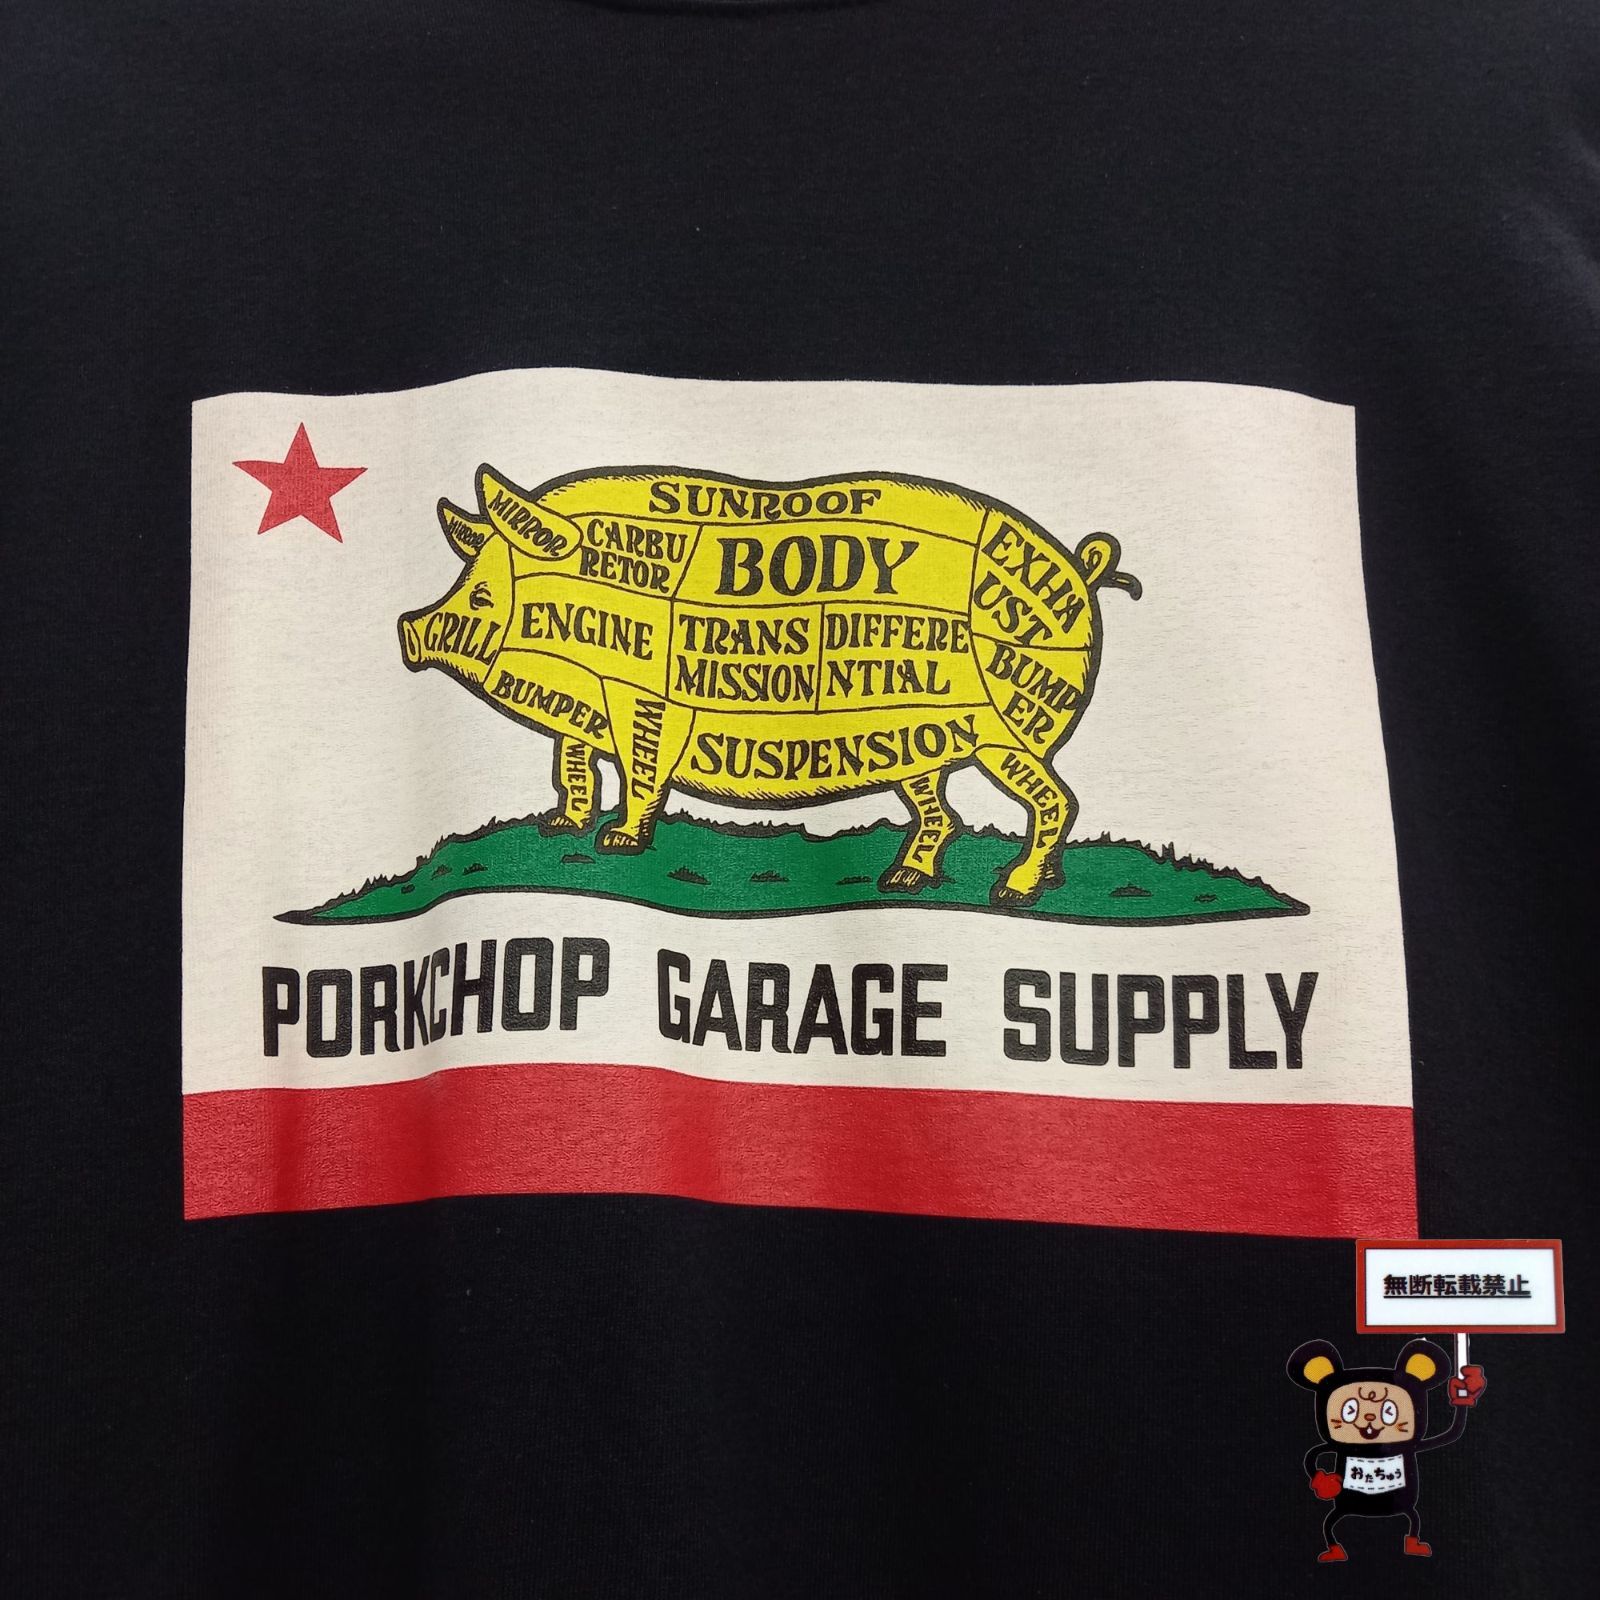 SUNROOF
MIRROR
MIRROR
CARBU
RETOR
BODY
EXHA
UST
GRILL
ENGINE
TRANS
MISSION
DIFFERE
NTIAL
BUMPER
BUMP
ER
WHEEL
WHEEL
SUSPENSION
WHEEL
WHEEL
PORKCHOP GARAGE SUPPLY
無断転載禁止
おたちゅう